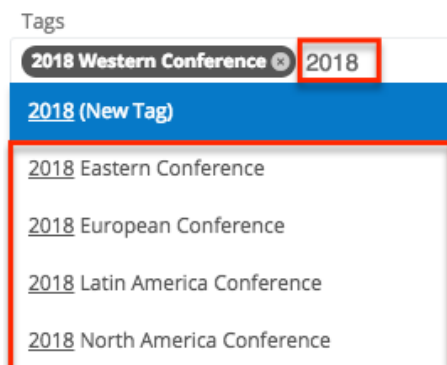 Tags
2018 Western Conference 2018
2018 (New Tag)
2018 Eastern Conference
2018 European Conference
2018 Latin America Conference
2018 North America Conference